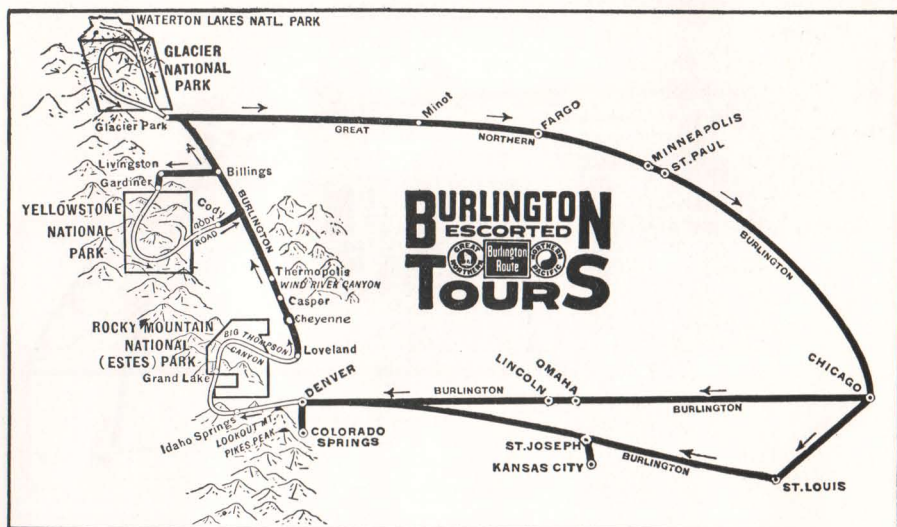 WATERTON LAKES NATL. PARK
GLACIER
NATIONAL
PARK
Glacier Park
GREAT
NORTHERN
Minot
FARGO
MINNEAPOLIS
ST. PAUL
BURLINGTON
Livingston
Gardiner
Billings
YELLOWSTONE
NATIONAL
PARK
Cody
CODY
ROAD
BURLINGTON
BURLINGTON
ESCORTED
TOURS
GREAT
NORTHERN
Burlington
Route
NORTHERN
PACIFIC
Thermopolis
WIND RIVER CANYON
Casper
Cheyenne
ROCKY MOUNTAIN
NATIONAL
(ESTES) PARK
BIG THOMPSON
CANYON
Loveland
Grand Lake
Idaho Springs
LOOKOUT MT.
PIKES PEAK
DENVER
COLORADO
SPRINGS
BURLINGTON
LINCOLN
OMAHA
BURLINGTON
CHICAGO
ST. JOSEPH
KANSAS CITY
BURLINGTON
ST. LOUIS